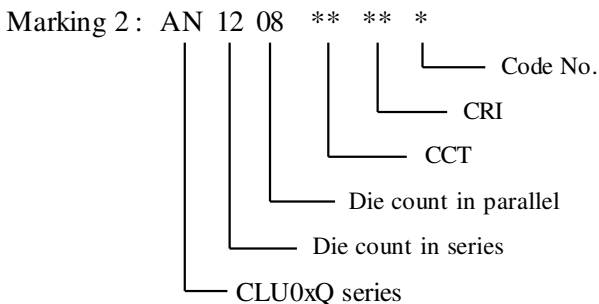 Marking 2 : AN 12 08 ** ** *
Code No.
CRI
CCT
Die count in parallel
Die count in series
CLU0xQ series